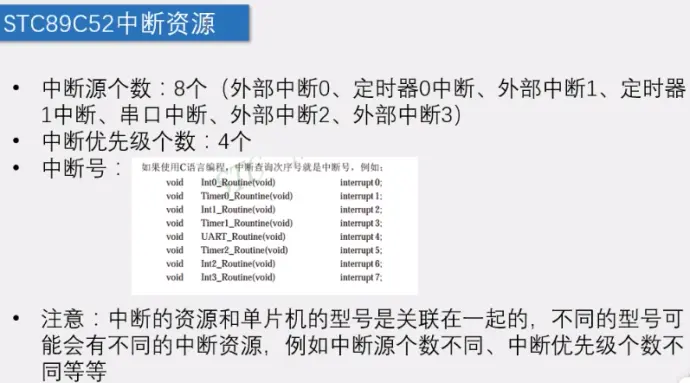 STC89C52中断资源
• 中断源个数：8个（外部中断0、定时器0中断、外部中断1、定时器
1中断、串口中断、外部中断2、外部中断3）
• 中断优先级个数：4个
• 中断号：
如果使用C语言编程，中断查询次序号就是中断号，例如：
void Int0_Routine(void) interrupt 0;
void Timer0_Rountine(void) interrupt 1;
void Int1_Routine(void) interrupt 2;
void Timer1_Rountine(void) interrupt 3;
void UART_Routine(void) interrupt 4;
void Timer2_Routine(void) interrupt 5;
void Int2_Routine(void) interrupt 6;
void Int3_Routine(void) interrupt 7;
• 注意：中断的资源和单片机的型号是关联在一起的，不同的型号可
能会有不同的中断资源，例如中断源个数不同、中断优先级个数不
同等等